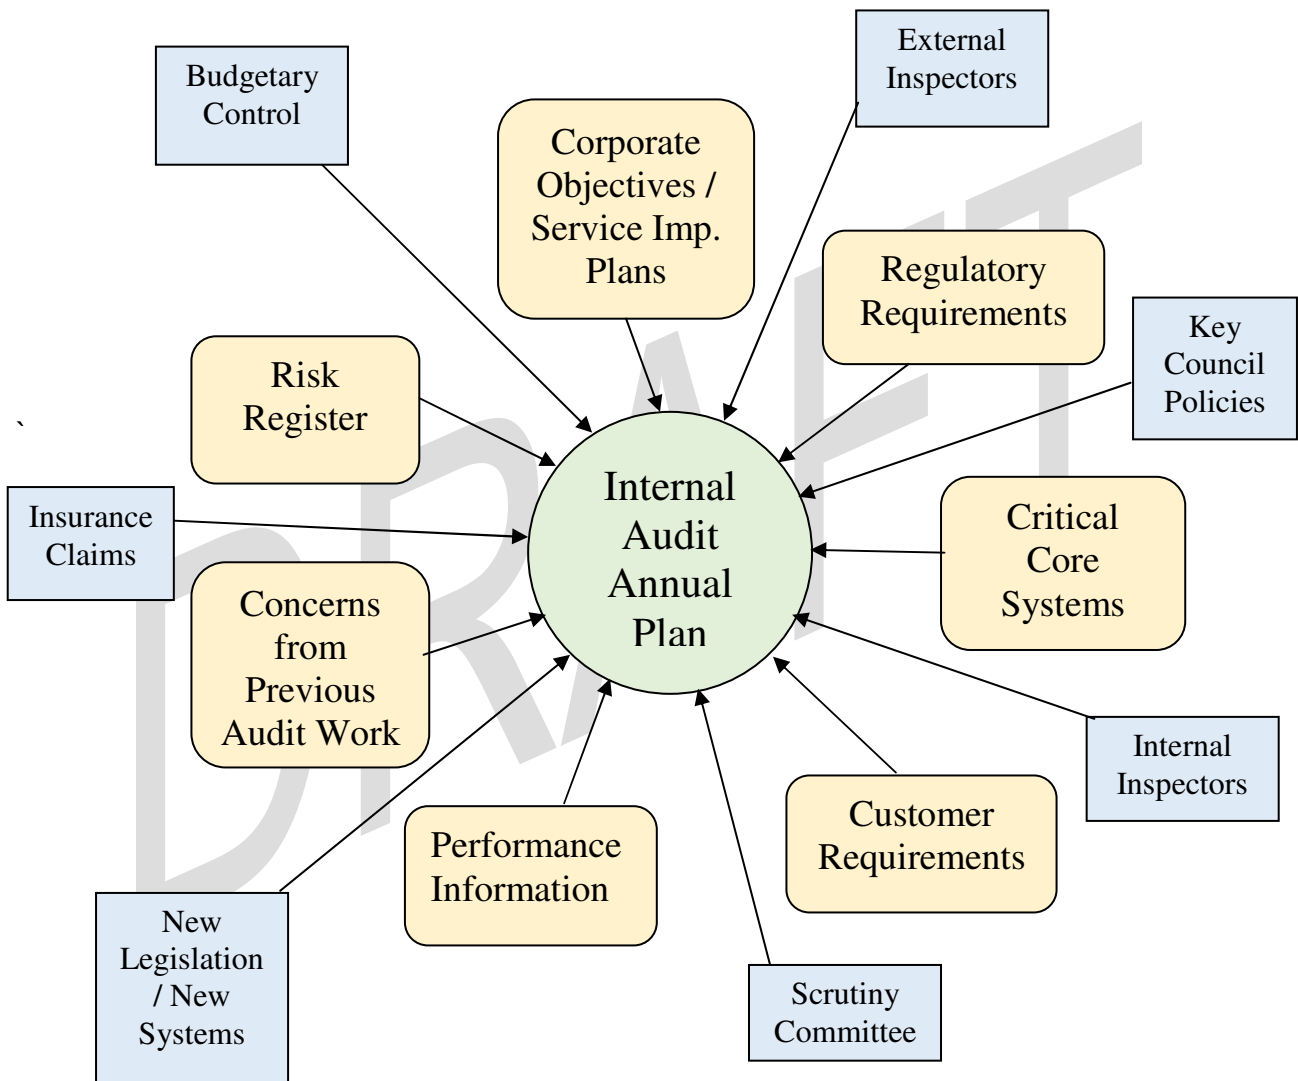 External
Inspectors
Budgetary
Control
Corporate
Objectives /
Service Imp.
Plans
Regulatory
Requirements
Key
Council
Policies
Risk
Register
`
Internal
Audit
Annual
Plan
Insurance
Claims
Critical
Core
Systems
Concerns
from
Previous
Audit Work
Internal
Inspectors
Customer
Requirements
Performance
Information
New
Legislation
/ New
Systems
Scrutiny
Committee
DRAFT